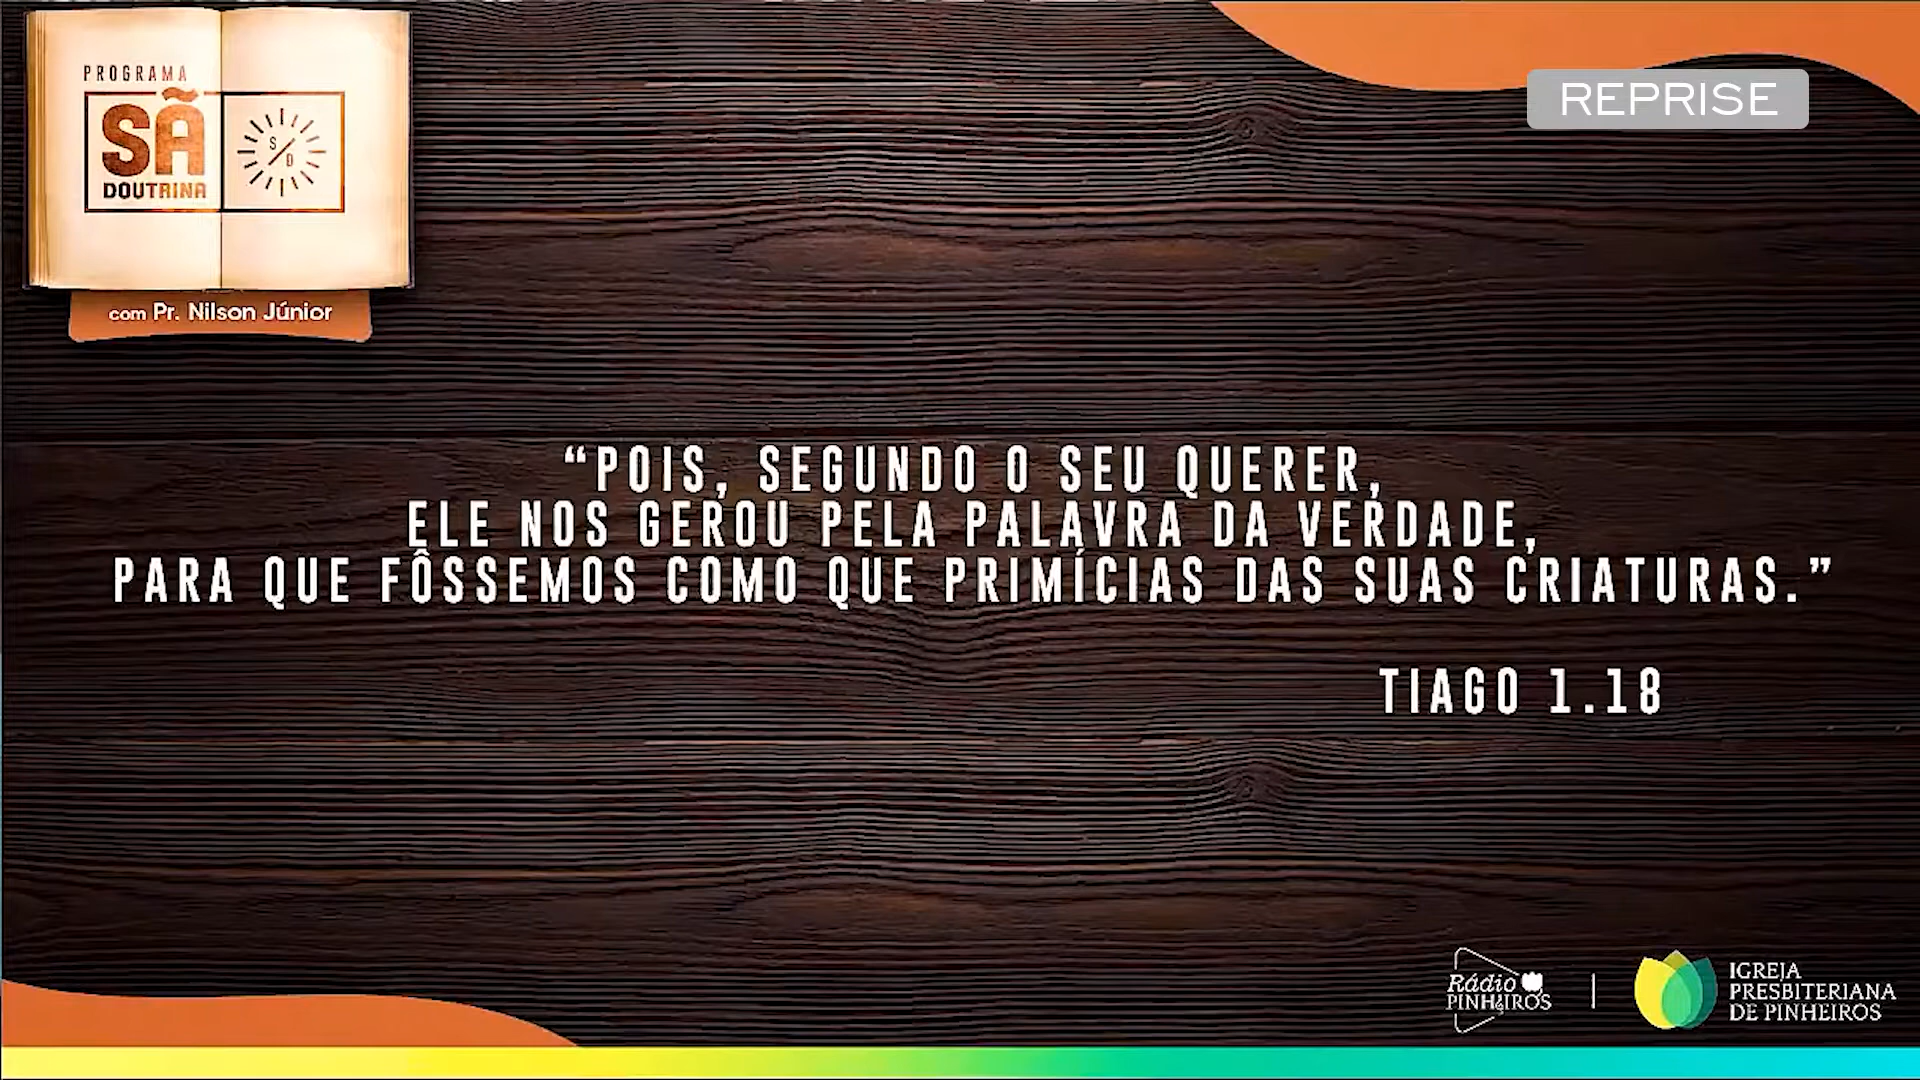 PROGRAMA
SÃ
DOUTRINA
S/D
com Pr. Nilson Júnior
REPRISE
“POIS, SEGUNDO O SEU QUERER,
ELE NOS GEROU PELA PALAVRA DA VERDADE,
PARA QUE FÔSSEMOS COMO QUE PRIMÍCIAS DAS SUAS CRIATURAS.”
TIAGO 1.18
Rádio
PINHEIROS
IGREJA
PRESBITERIANA
DE PINHEIROS